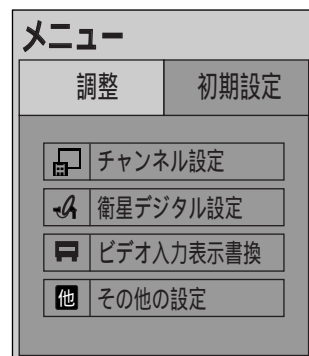 メニュー
調整 初期設定
チャンネル設定
衛星デジタル設定
ビデオ入力表示書換
他 その他の設定